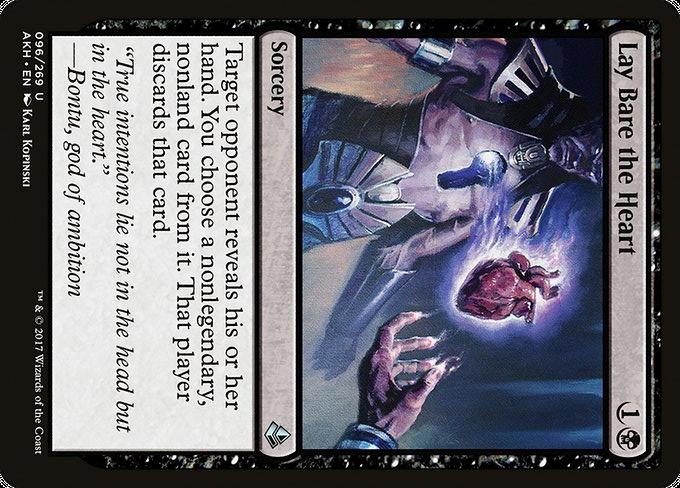 Lay Bare the Heart
1
Sorcery
Target opponent reveals his or her
hand. You choose a nonlegendary,
nonland card from it. That player
discards that card.
“True intentions lie not in the head but
in the heart.”
—Bontu, god of ambition
096/269 U
AKH • EN KARL KOPINSKI
™ & © 2017 Wizards of the Coast